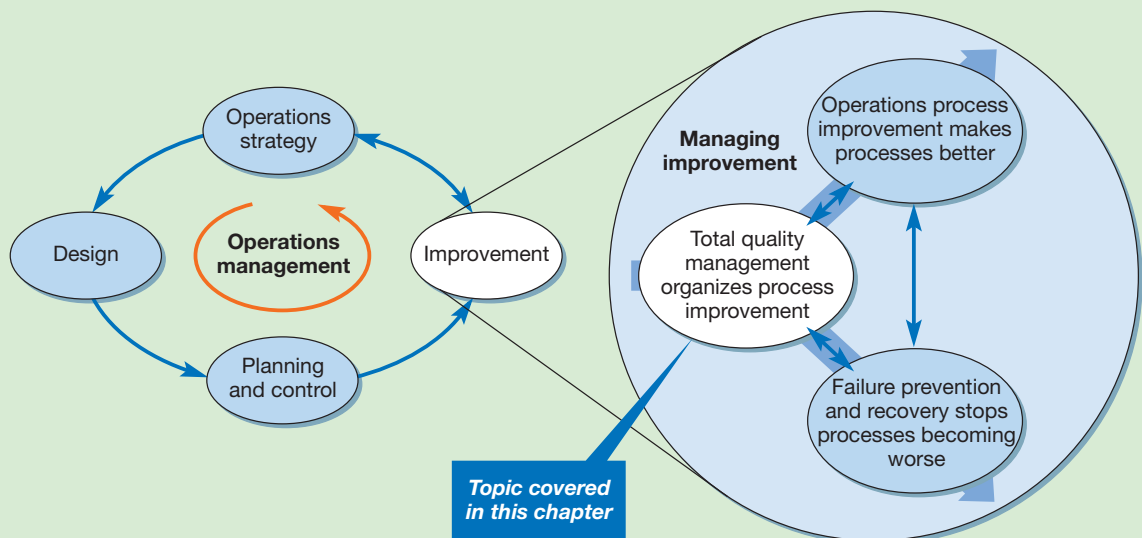 Operations
strategy
Design
Operations
management
Improvement
Planning
and control
Managing
improvement
Operations process
improvement makes
processes better
Total quality
management
organizes process
improvement
Failure prevention
and recovery stops
processes becoming
worse
Topic covered
in this chapter